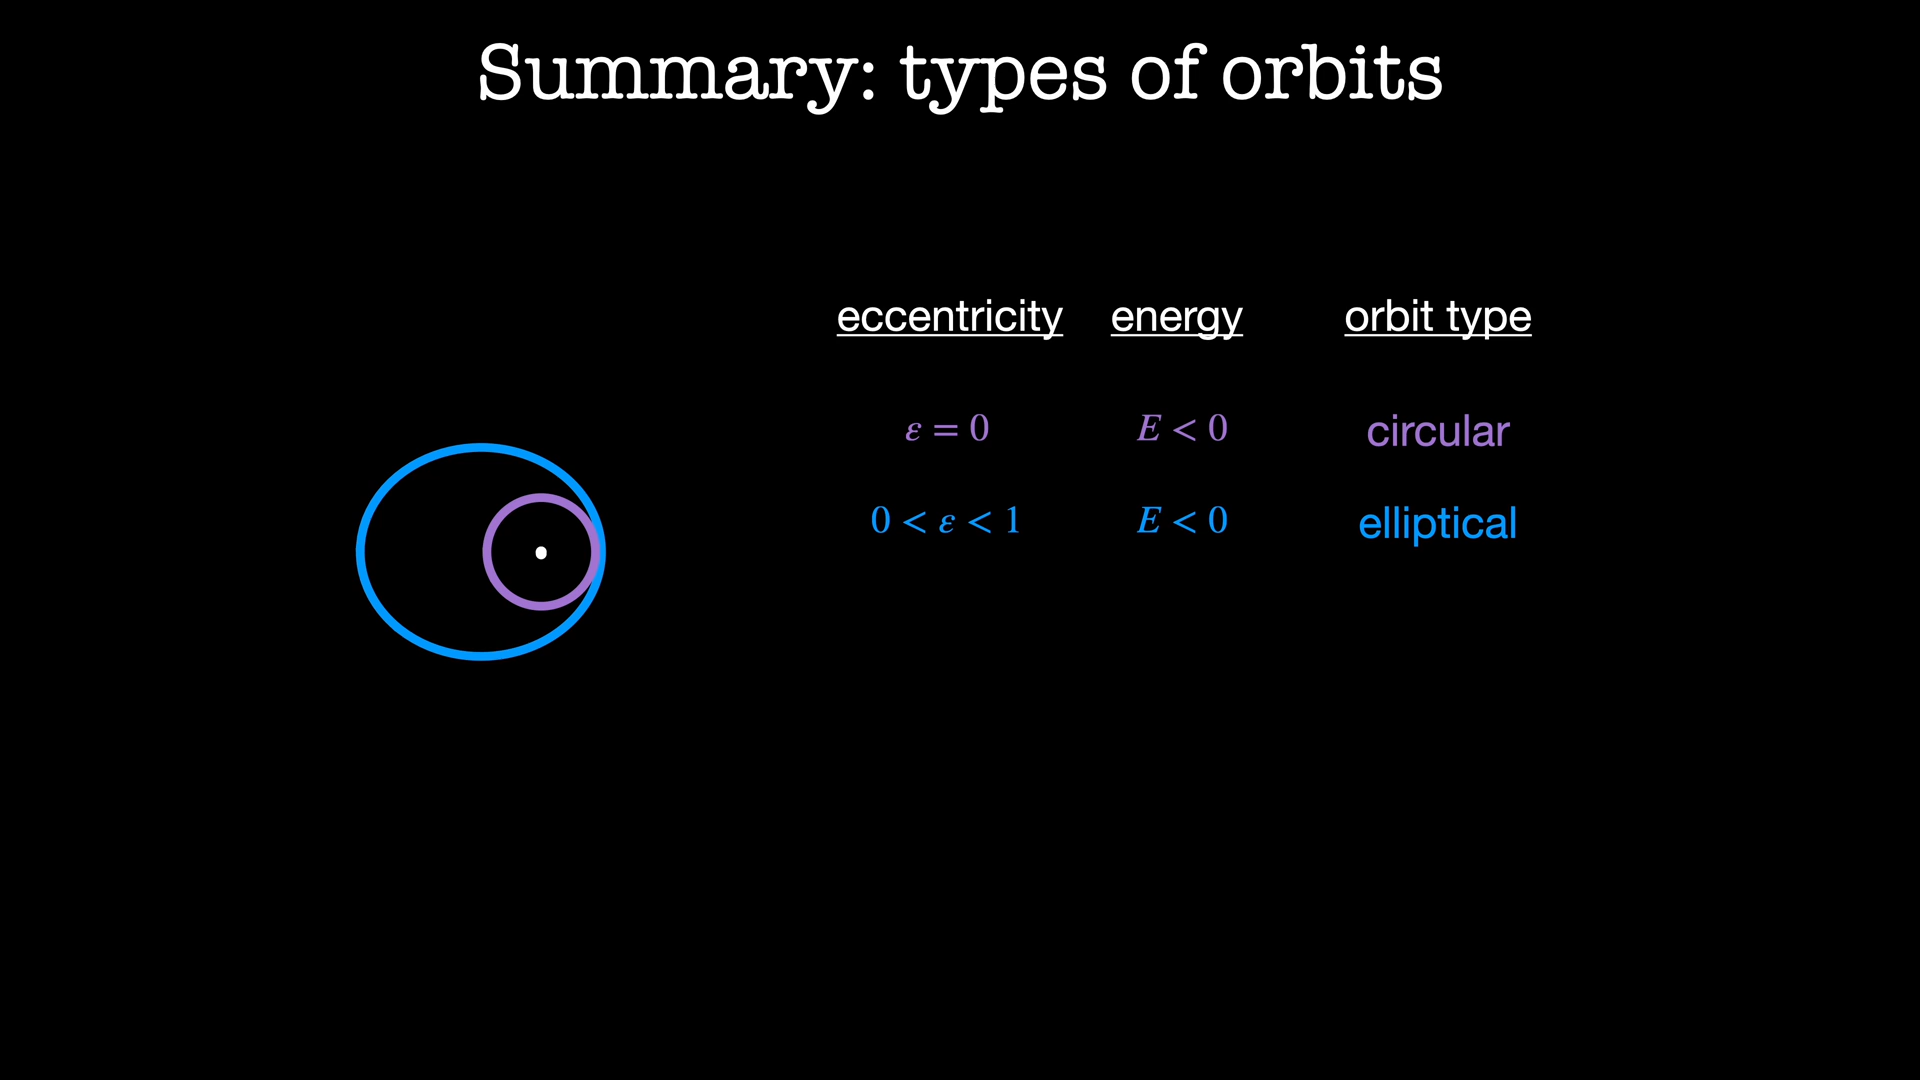 Summary: types of orbits
eccentricity energy orbit type
ε = 0 E < 0 circular
0 < ε < 1 E < 0 elliptical